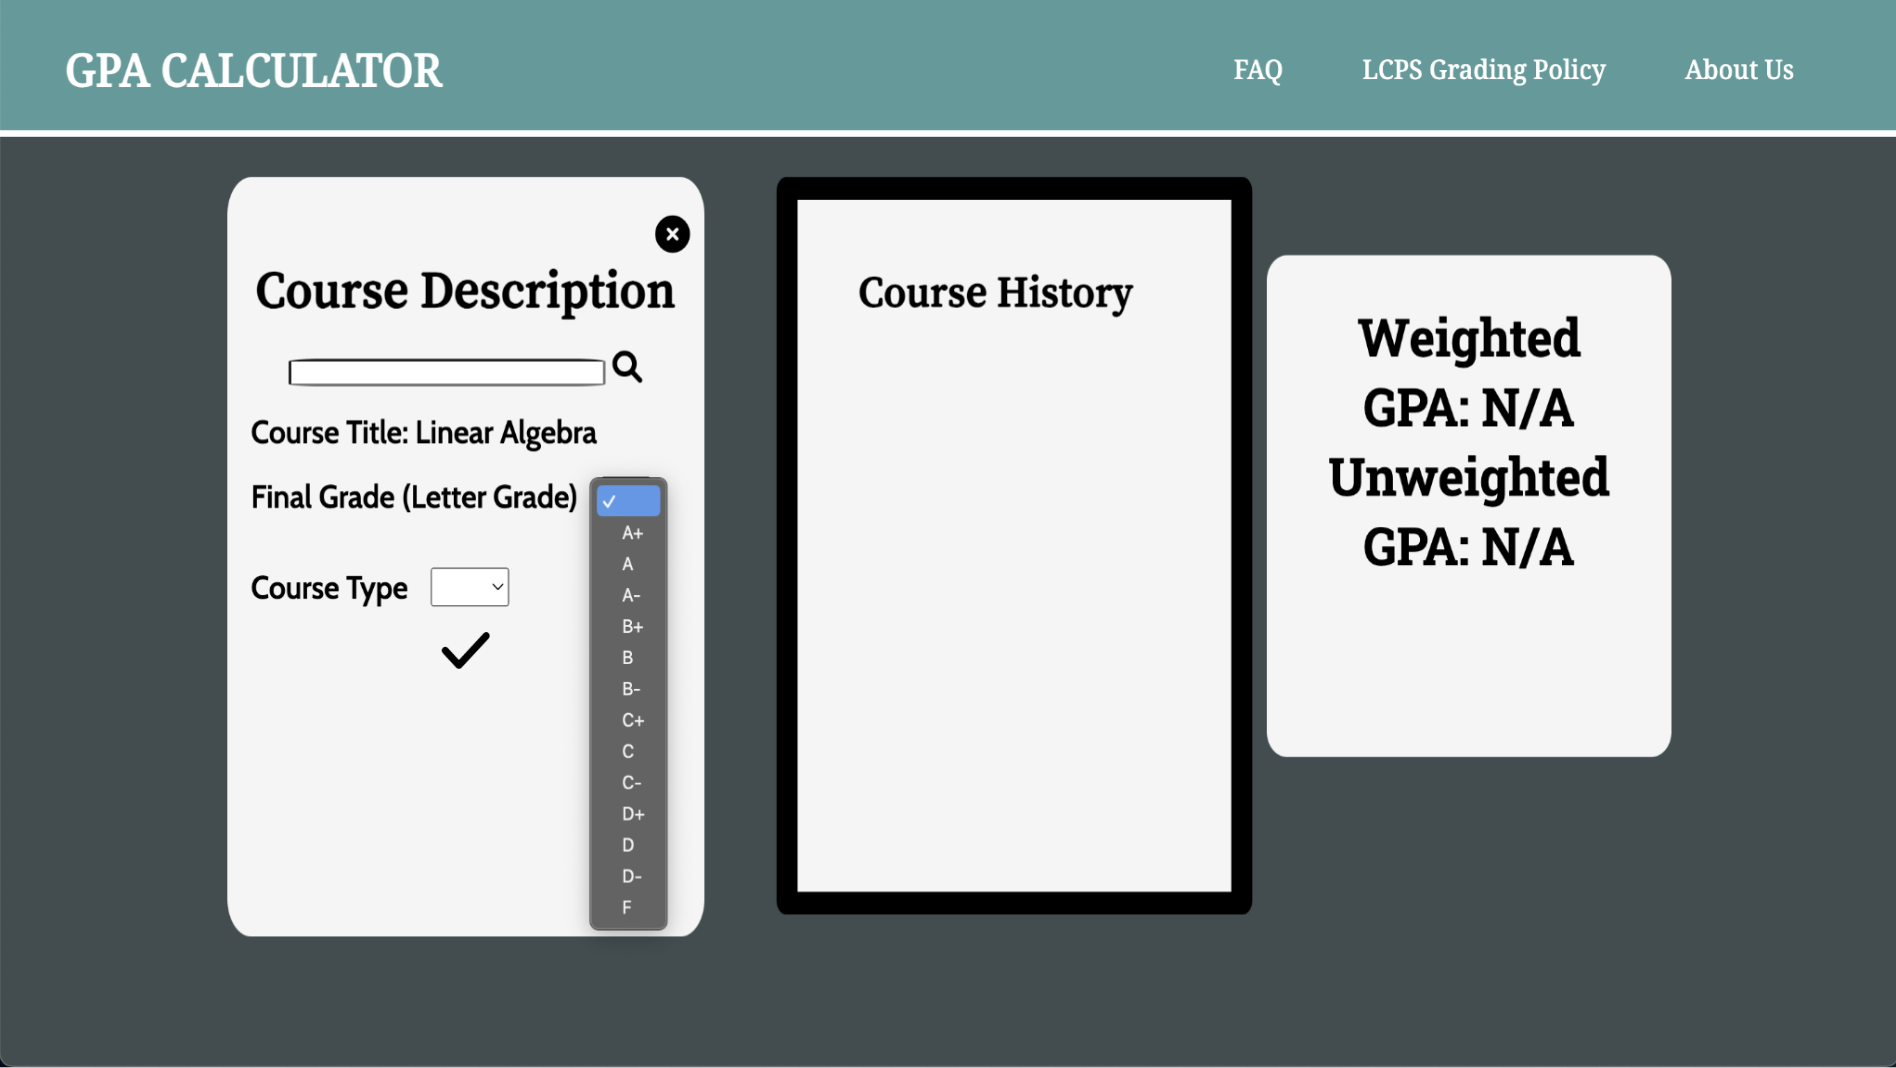 GPA CALCULATOR
FAQ
LCPS Grading Policy
About Us
Course Description
Course Title: Linear Algebra
Final Grade (Letter Grade)
A+
A
A-
B+
B
B-
C+
C
C-
D+
D
D-
F
Course Type
Course History
Weighted
GPA: N/A
Unweighted
GPA: N/A